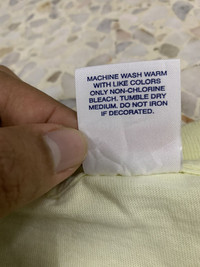 MACHINE WASH WARM
WITH LIKE COLORS
ONLY NON-CHLORINE
BLEACH. TUMBLE DRY
MEDIUM. DO NOT IRON
IF DECORATED.